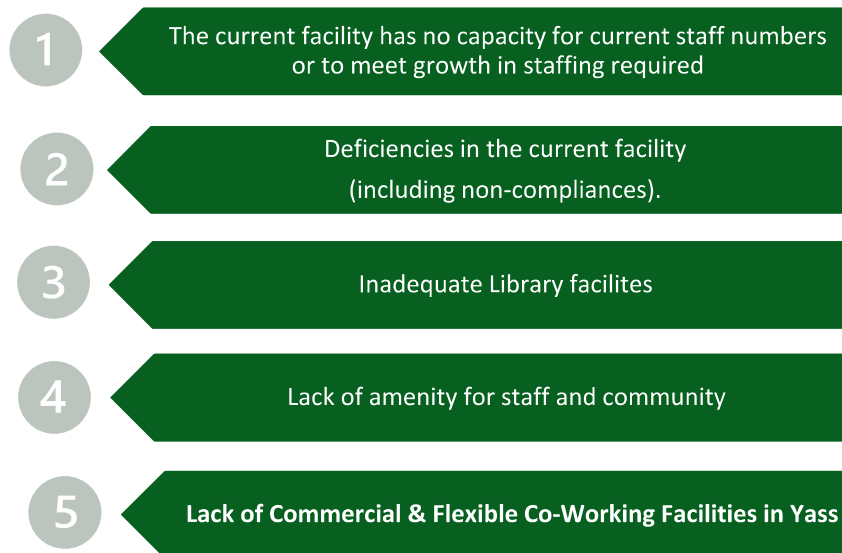 1
The current facility has no capacity for current staff numbers
or to meet growth in staffing required
2
Deficiencies in the current facility
(including non-compliances).
3
Inadequate Library facilites
4
Lack of amenity for staff and community
5
Lack of Commercial & Flexible Co-Working Facilities in Yass